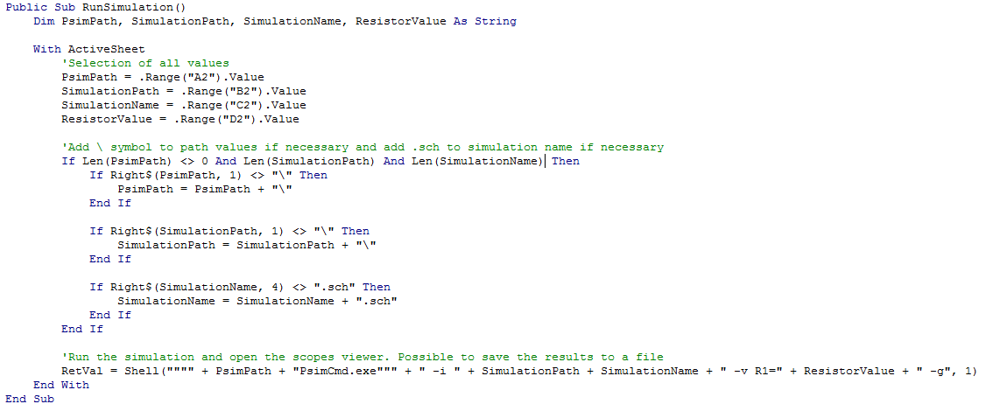 Public Sub RunSimulation()
    Dim PsimPath, SimulationPath, SimulationName, ResistorValue As String

    With ActiveSheet
        'Selection of all values
        PsimPath = .Range("A2").Value
        SimulationPath = .Range("B2").Value
        SimulationName = .Range("C2").Value
        ResistorValue = .Range("D2").Value

        'Add \ symbol to path values if necessary and add .sch to simulation name if necessary
        If Len(PsimPath) <> 0 And Len(SimulationPath) And Len(SimulationName) Then
            If Right$(PsimPath, 1) <> "\" Then
                PsimPath = PsimPath + "\"
            End If

            If Right$(SimulationPath, 1) <> "\" Then
                SimulationPath = SimulationPath + "\"
            End If

            If Right$(SimulationName, 4) <> ".sch" Then
                SimulationName = SimulationName + ".sch"
            End If
        End If

        'Run the simulation and open the scopes viewer. Possible to save the results to a file
        RetVal = Shell("""" + PsimPath + "PsimCmd.exe""" + " -i " + SimulationPath + SimulationName + " -v R1=" + ResistorValue + " -g", 1)
    End With
End Sub